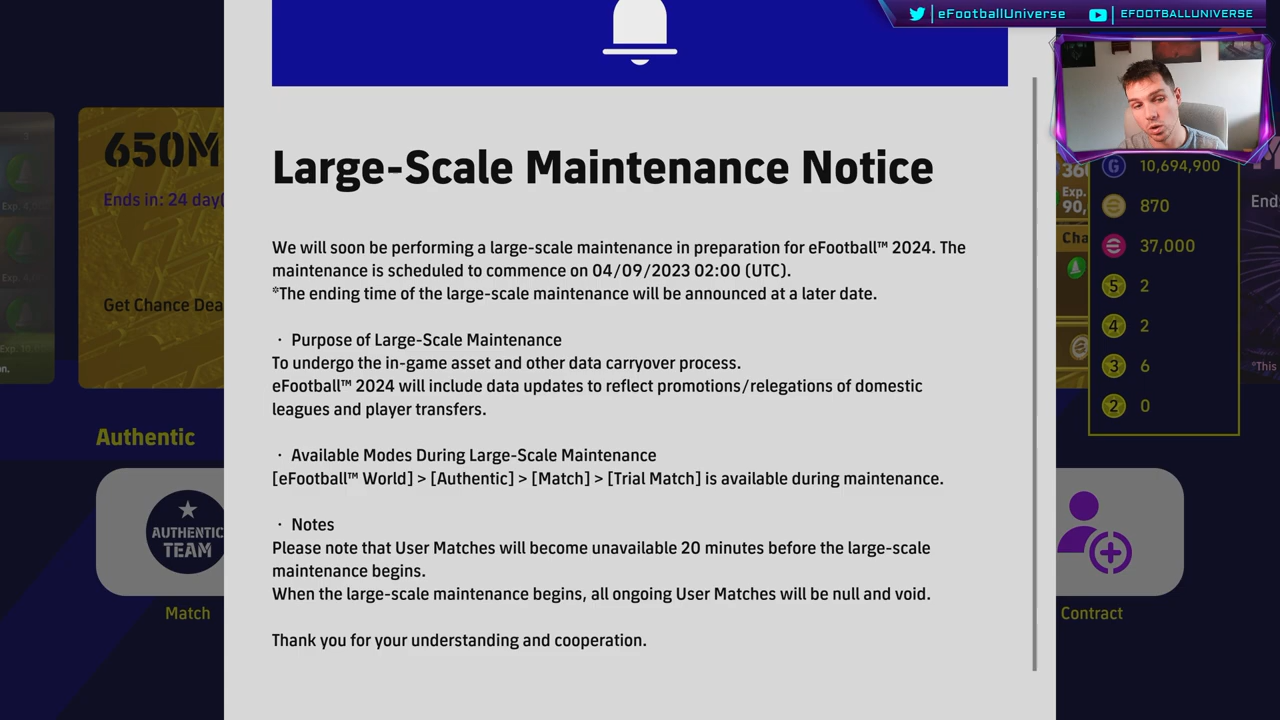 eFootballUniverse
EFOOTBALLUNIVERSE
Large-Scale Maintenance Notice
We will soon be performing a large-scale maintenance in preparation for eFootball™ 2024. The
maintenance is scheduled to commence on 04/09/2023 02:00 (UTC).
*The ending time of the large-scale maintenance will be announced at a later date.
・ Purpose of Large-Scale Maintenance
To undergo the in-game asset and other data carryover process.
eFootball™ 2024 will include data updates to reflect promotions/relegations of domestic
leagues and player transfers.
・ Available Modes During Large-Scale Maintenance
[eFootball™ World] > [Authentic] > [Match] > [Trial Match] is available during maintenance.
・ Notes
Please note that User Matches will become unavailable 20 minutes before the large-scale
maintenance begins.
When the large-scale maintenance begins, all ongoing User Matches will be null and void.
Thank you for your understanding and cooperation.
650M
Ends in: 24 day(
Get Chance Dea
Authentic
AUTHENTIC
TEAM
Match
360
Exp.
90,
Cha
G 10,694,900
870
37,000
5 2
4 2
3 6
2 0
End
*This
Contract